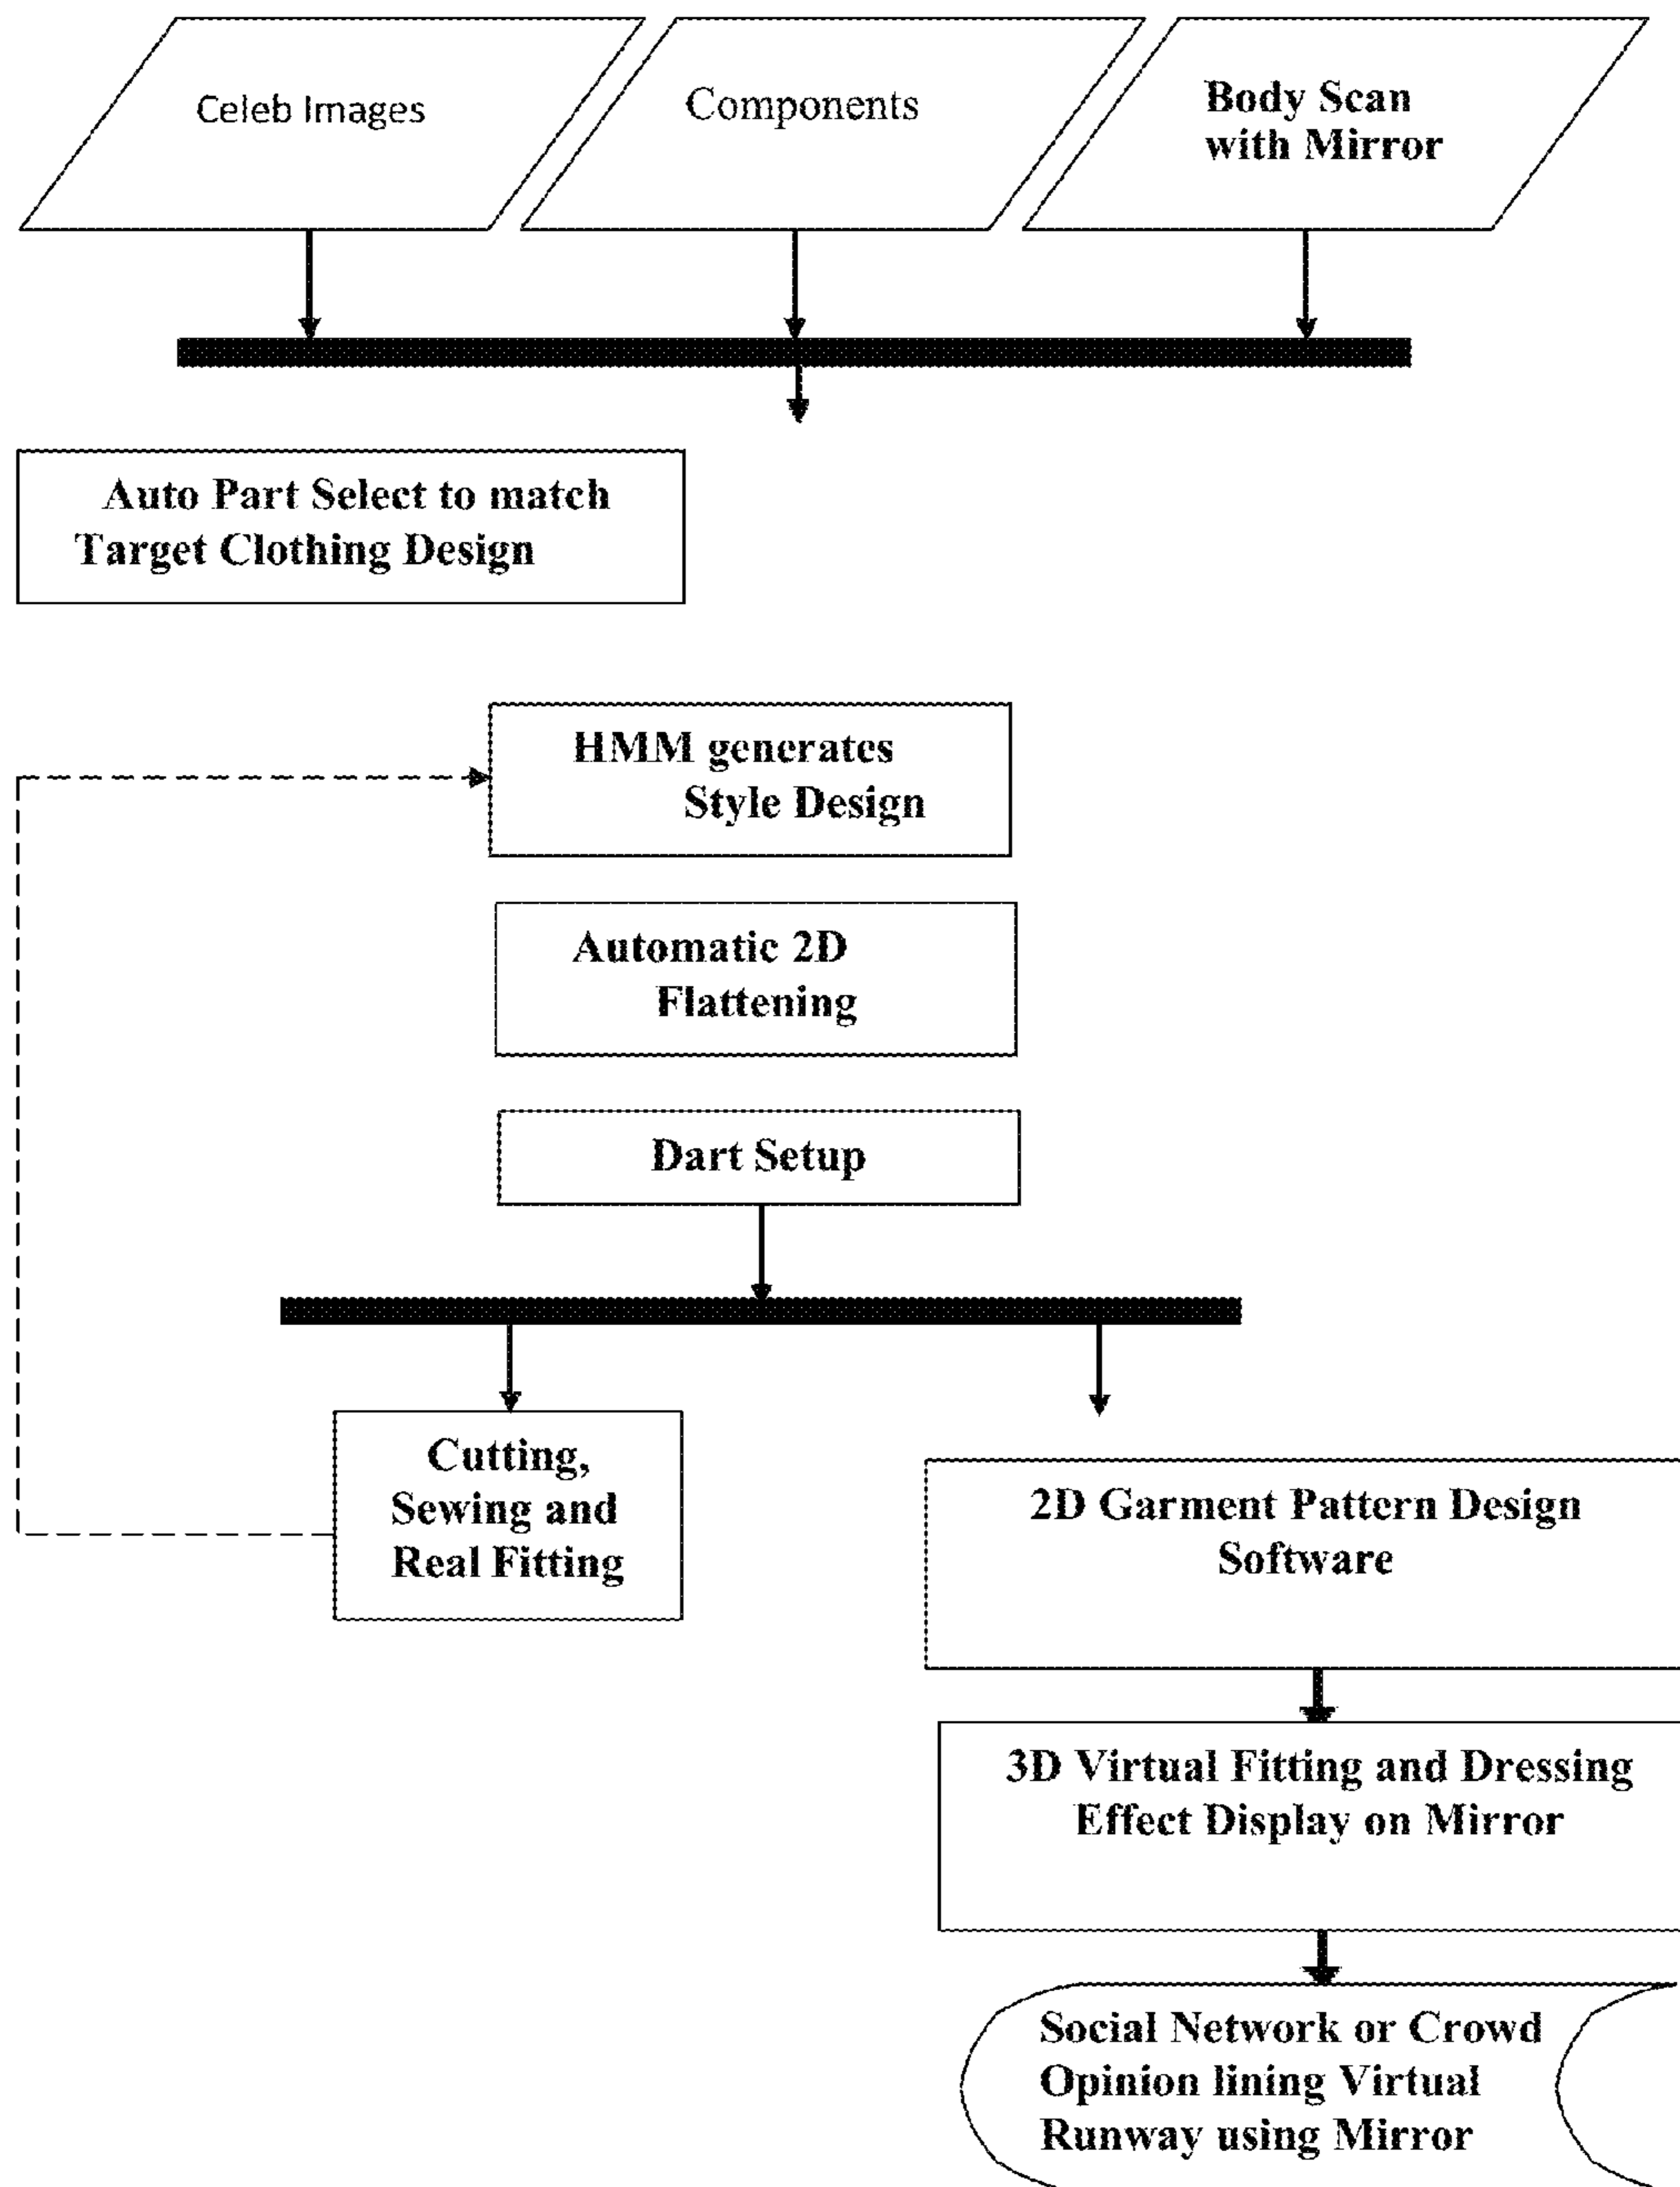 Celeb Images
Components
Body Scan
with Mirror
Auto Part Select to match
Target Clothing Design
HMM generates
Style Design
Automatic 2D
Flattening
Dart Setup
Cutting,
Sewing and
Real Fitting
2D Garment Pattern Design
Software
3D Virtual Fitting and Dressing
Effect Display on Mirror
Social Network or Crowd
Opinion lining Virtual
Runway using Mirror